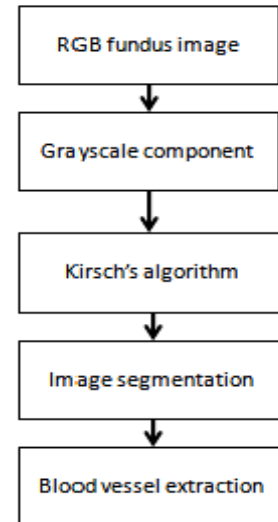 RGB fundus image
Grayscale component
Kirsch's algorithm
Image segmentation
Blood vessel extraction